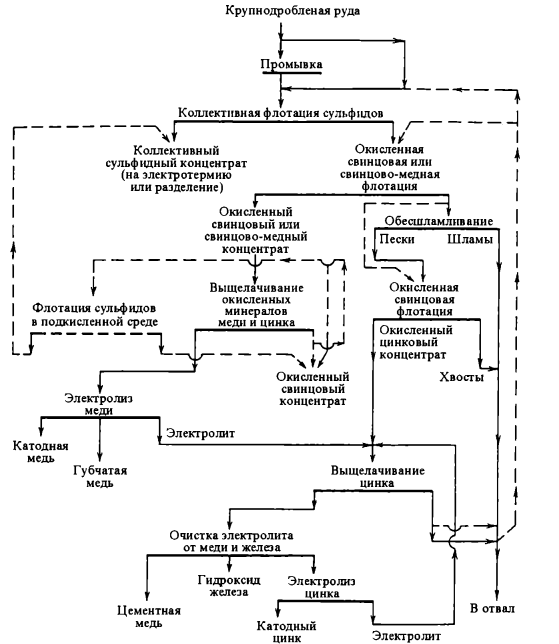 Крупнодробленая руда
Промывка
Коллективная флотация сульфидов
Коллективный
сульфидный концентрат
(на электротермию
или разделение)
Окисленная
свинцовая или
свинцово-медная
флотация
Окисленный
свинцовый или
свинцово-медный
концентрат
Обесшламливание
Пески
Шламы
Флотация сульфидов
в подкисленной среде
Выщелачивание
окисленных
минералов
меди и цинка
Окисленная
свинцовая
флотация
Окисленный
цинковый
концентрат
Окисленный
свинцовый
концентрат
Хвосты
Электролиз
меди
Катодная
медь
Губчатая
медь
Электролит
Выщелачивание
цинка
Очистка электролита
от меди и железа
Цементная
медь
Гидроксид
железа
Электролиз
цинка
Катодный
цинк
Электролит
В отвал